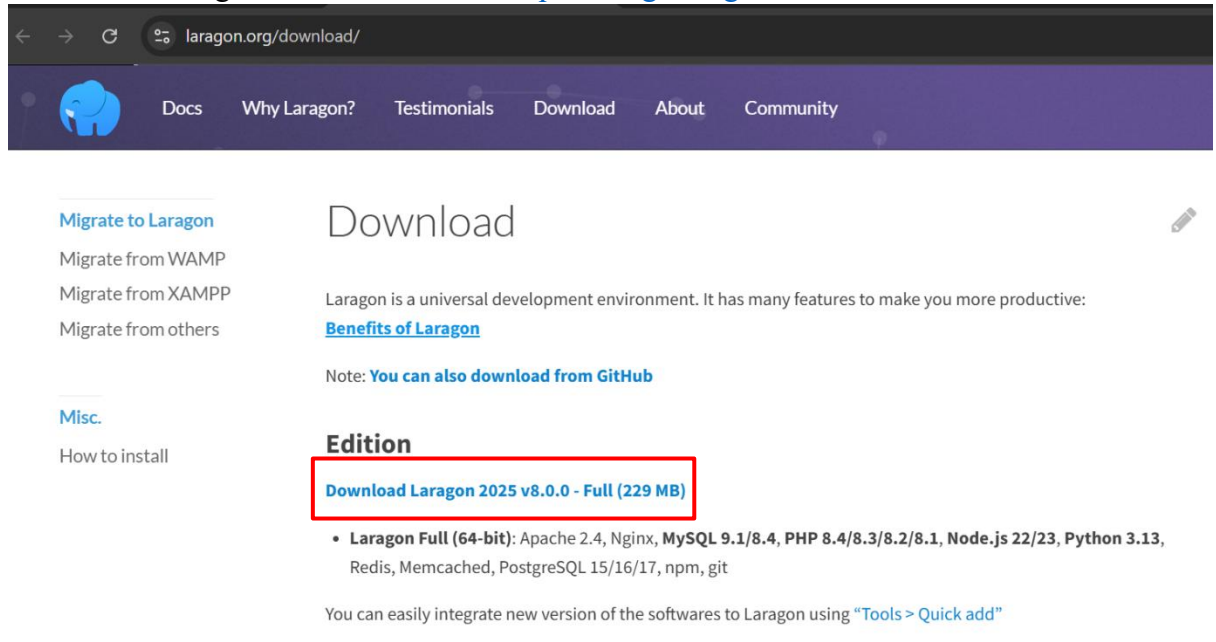 laragon.org/download/
Docs Why Laragon? Testimonials Download About Community
Migrate to Laragon
Migrate from WAMP
Migrate from XAMPP
Migrate from others
Misc.
How to install
Download
Laragon is a universal development environment. It has many features to make you more productive:
Benefits of Laragon
Note: You can also download from GitHub
Edition
Download Laragon 2025 v8.0.0 - Full (229 MB)
• Laragon Full (64-bit): Apache 2.4, Nginx, MySQL 9.1/8.4, PHP 8.4/8.3/8.2/8.1, Node.js 22/23, Python 3.13,
Redis, Memcached, PostgreSQL 15/16/17, npm, git
You can easily integrate new version of the softwares to Laragon using “Tools > Quick add”